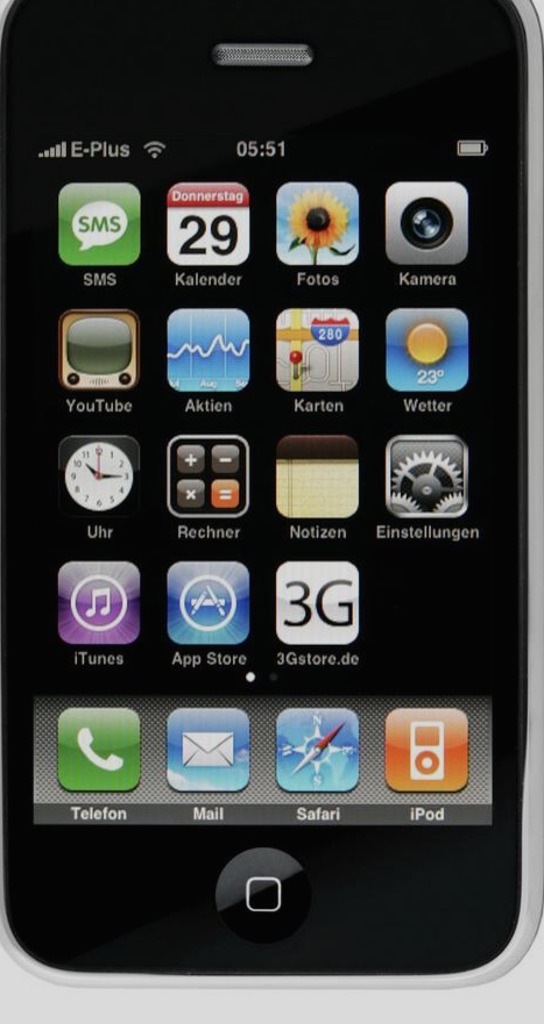 E-Plus 05:51
SMS
Donnerstag
29
SMS Kalender Fotos Kamera
280
Aug
23°
YouTube Aktien Karten Wetter
Uhr Rechner Notizen Einstellungen
3G
iTunes App Store 3Gstore.de
N
Telefon Mail Safari iPod